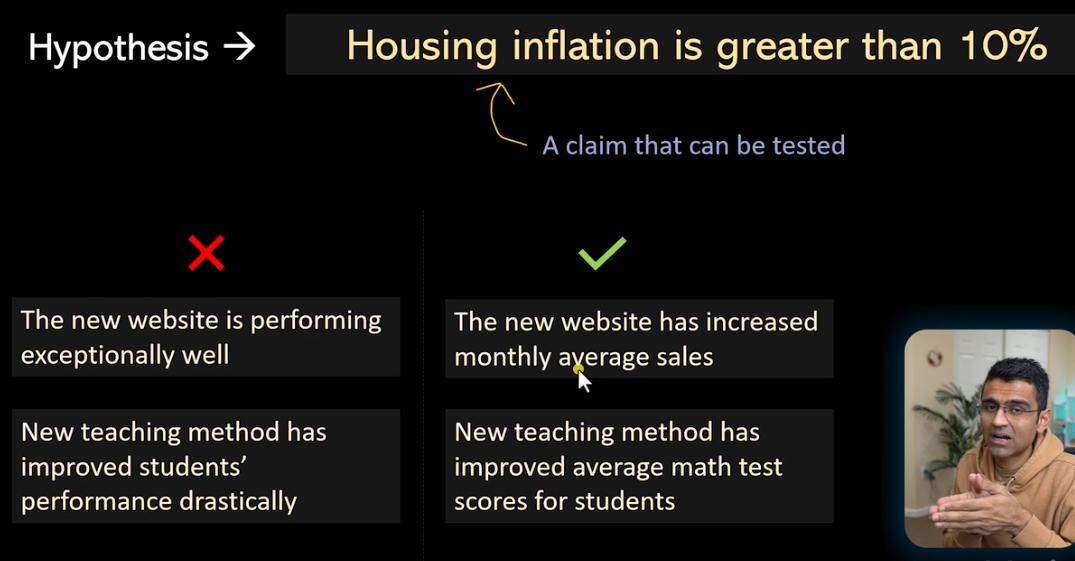 Hypothesis → Housing inflation is greater than 10%
A claim that can be tested
The new website is performing
exceptionally well
New teaching method has
improved students’
performance drastically
The new website has increased
monthly average sales
New teaching method has
improved average math test
scores for students